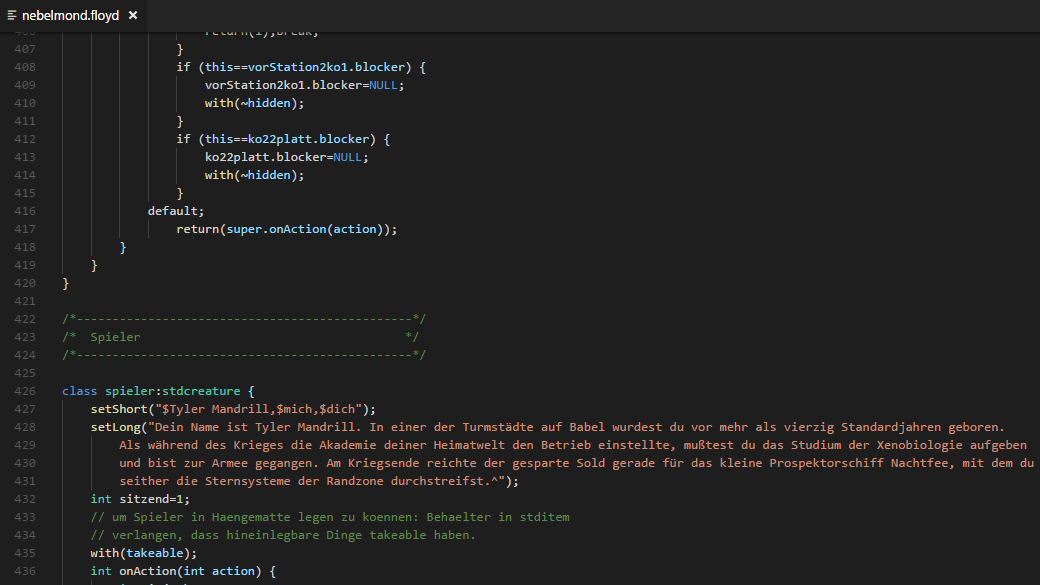 nebelmond.floyd
406 return(1);break;
407 }
408 if (this==vorStation2ko1.blocker) {
409 vorStation2ko1.blocker=NULL;
410 with(~hidden);
411 }
412 if (this==ko22platt.blocker) {
413 ko22platt.blocker=NULL;
414 with(~hidden);
415 }
416 default;
417 return(super.onAction(action));
418 }
419 }
420 }
421
422 /*-----------------------------------------------*/
423 /*  Spieler                                     */
424 /*-----------------------------------------------*/
425
426 class spieler:stdcreature {
427 setShort("$Tyler Mandrill,$mich,$dich");
428 setLong("Dein Name ist Tyler Mandrill. In einer der Turmstädte auf Babel wurdest du vor mehr als vierzig Standardjahren geboren.
429 Als während des Krieges die Akademie deiner Heimatwelt den Betrieb einstellte, mußtest du das Studium der Xenobiologie aufgeben
430 und bist zur Armee gegangen. Am Kriegsende reichte der gesparte Sold gerade für das kleine Prospektorschiff Nachtfee, mit dem du
431 seither die Sternsysteme der Randzone durchstreifst.^");
432 int sitzend=1;
433 // um Spieler in Haengematte legen zu koennen: Behaelter in stditem
434 // verlangen, dass hineinlegbare Dinge takeable haben.
435 with(takeable);
436 int onAction(int action) {